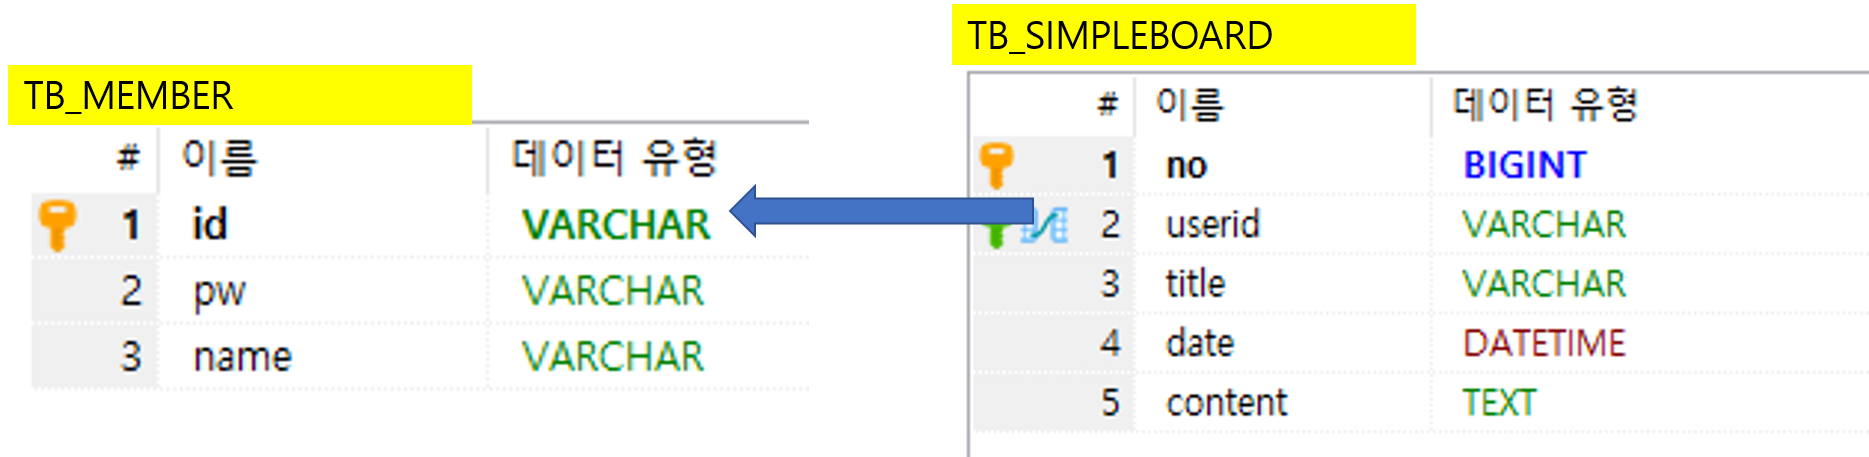 TB_MEMBER
# 이름 데이터 유형
1 id VARCHAR
2 pw VARCHAR
3 name VARCHAR
TB_SIMPLEBOARD
# 이름 데이터 유형
1 no BIGINT
2 userid VARCHAR
3 title VARCHAR
4 date DATETIME
5 content TEXT